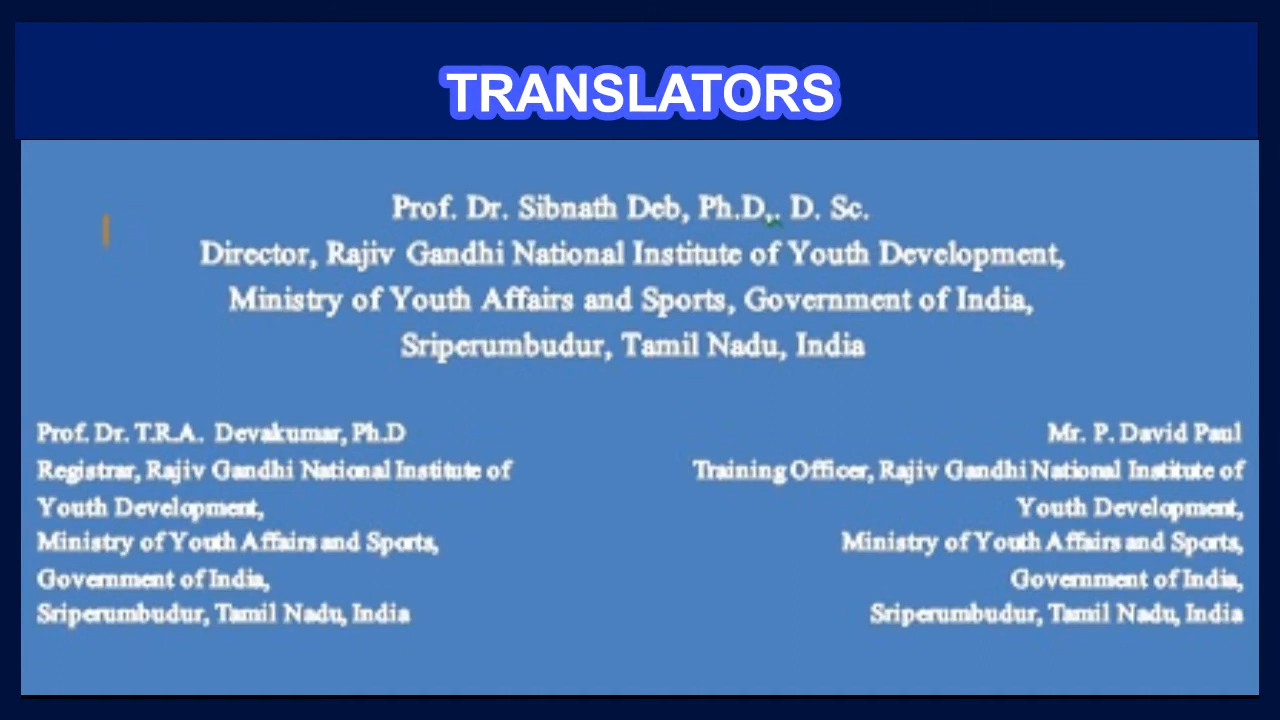 TRANSLATORS
Prof. Dr. Sibnath Deb, Ph.D,. D. Sc.
Director, Rajiv Gandhi National Institute of Youth Development,
Ministry of Youth Affairs and Sports, Government of India,
Sriperumbudur, Tamil Nadu, India
Prof. Dr. T.R.A. Devakumar, Ph.D
Registrar, Rajiv Gandhi National Institute of
Youth Development,
Ministry of Youth Affairs and Sports,
Government of India,
Sriperumbudur, Tamil Nadu, India
Mr. P. David Paul
Training Officer, Rajiv Gandhi National Institute of
Youth Development,
Ministry of Youth Affairs and Sports,
Government of India,
Sriperumbudur, Tamil Nadu, India